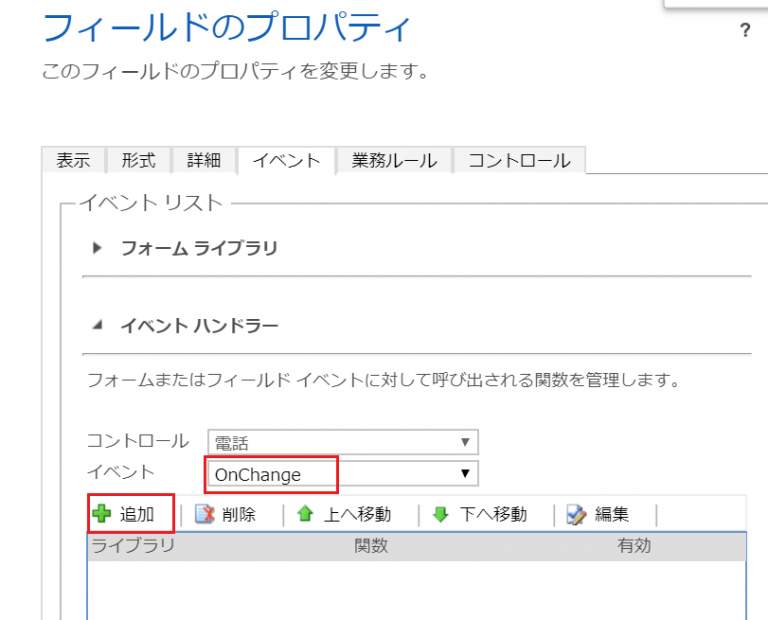 フィールドのプロパティ
?
このフィールドのプロパティを変更します。
表示 形式 詳細 イベント 業務ルール コントロール
イベント リスト
フォーム ライブラリ
イベント ハンドラー
フォームまたはフィールド イベントに対して呼び出される関数を管理します。
コントロール 電話
イベント OnChange
追加 削除 上へ移動 下へ移動 編集
ライブラリ 関数 有効